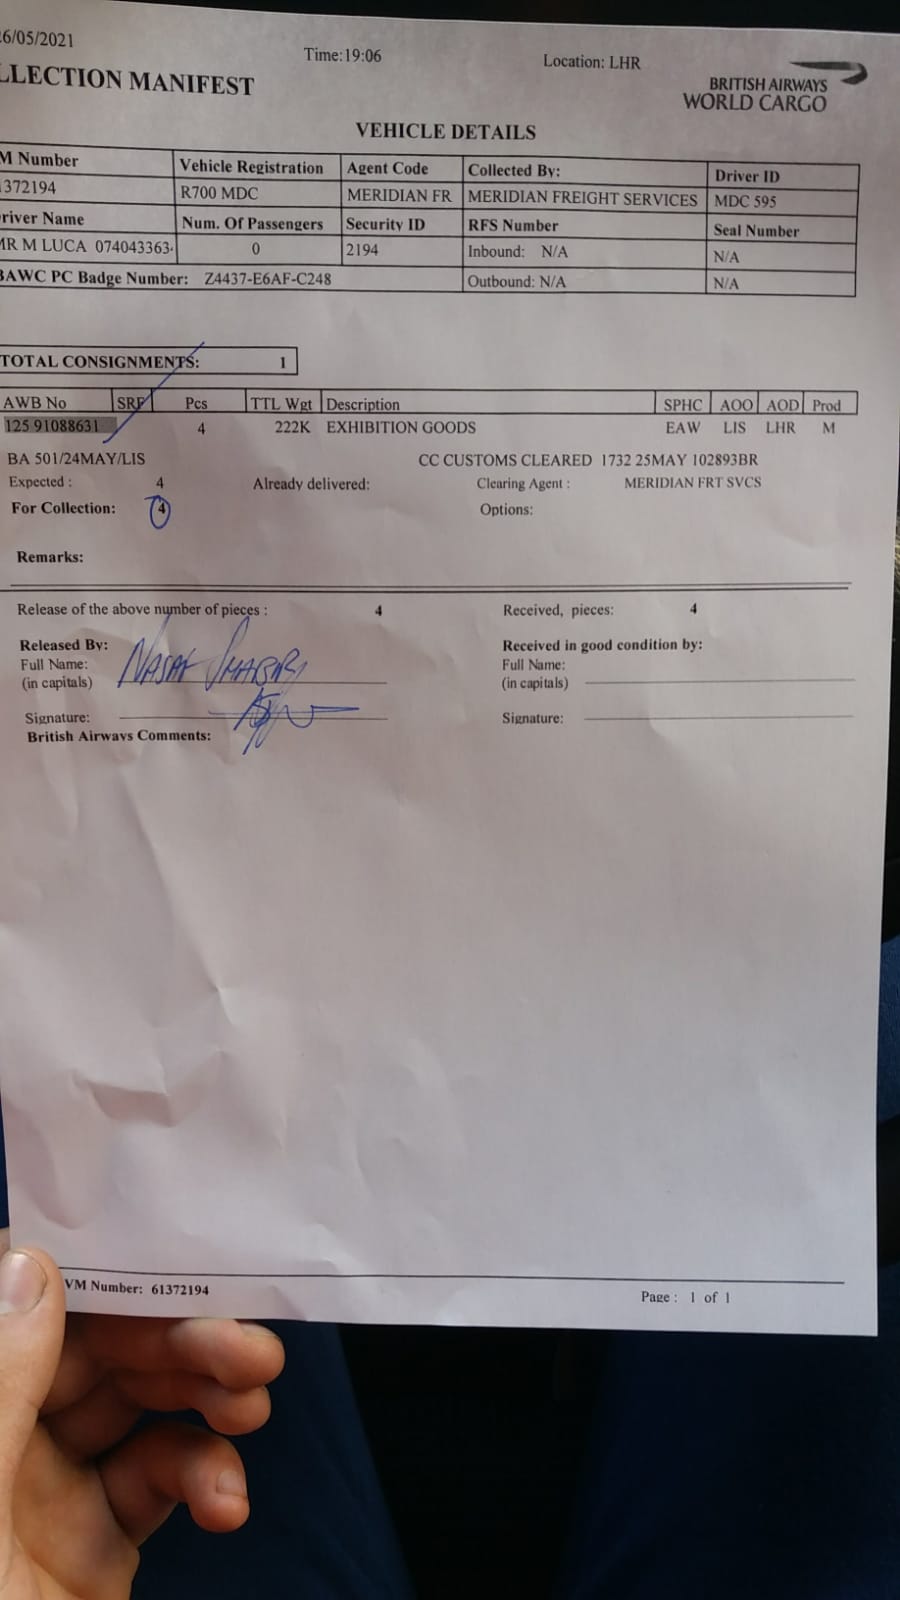 6/05/2021 Time:19:06 Location: LHR
LLECTION MANIFEST
BRITISH AIRWAYS
WORLD CARGO
VEHICLE DETAILS
M Number Vehicle Registration Agent Code Collected By: Driver ID
372194 R700 MDC MERIDIAN FR MERIDIAN FREIGHT SERVICES MDC 595
river Name Num. Of Passengers Security ID RFS Number Seal Number
MR M LUCA 074043363 0 2194 Inbound: N/A N/A
BAWC PC Badge Number: Z4437-E6AF-C248 Outbound: N/A N/A
TOTAL CONSIGNMENTS: 1
AWB No SRF Pcs TTL Wgt Description SPHC AOO AOD Prod
125 91088631 4 222K EXHIBITION GOODS EAW LIS LHR M
BA 501/24MAY/LIS CC CUSTOMS CLEARED 1732 25MAY 102893BR
Expected : 4 Already delivered: Clearing Agent : MERIDIAN FRT SVCS
For Collection: 4 Options:
Remarks:
Release of the above number of pieces : 4 Received, pieces: 4
Released By: Received in good condition by:
Full Name: Full Name:
(in capitals) (in capitals)
Signature: Signature:
British Airways Comments:
VM Number: 61372194 Page : 1 of 1